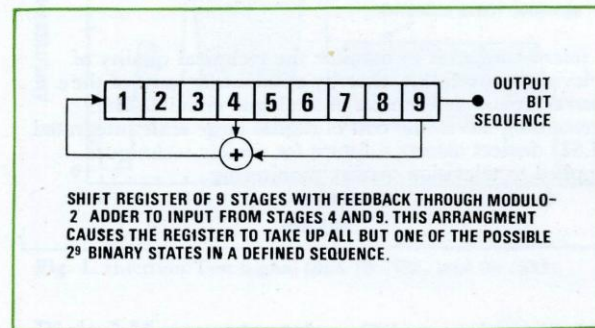 1 2 3 4 5 6 7 8 9
OUTPUT
BIT
SEQUENCE
+
SHIFT REGISTER OF 9 STAGES WITH FEEDBACK THROUGH MODULO-
2 ADDER TO INPUT FROM STAGES 4 AND 9. THIS ARRANGMENT
CAUSES THE REGISTER TO TAKE UP ALL BUT ONE OF THE POSSIBLE
2⁹ BINARY STATES IN A DEFINED SEQUENCE.